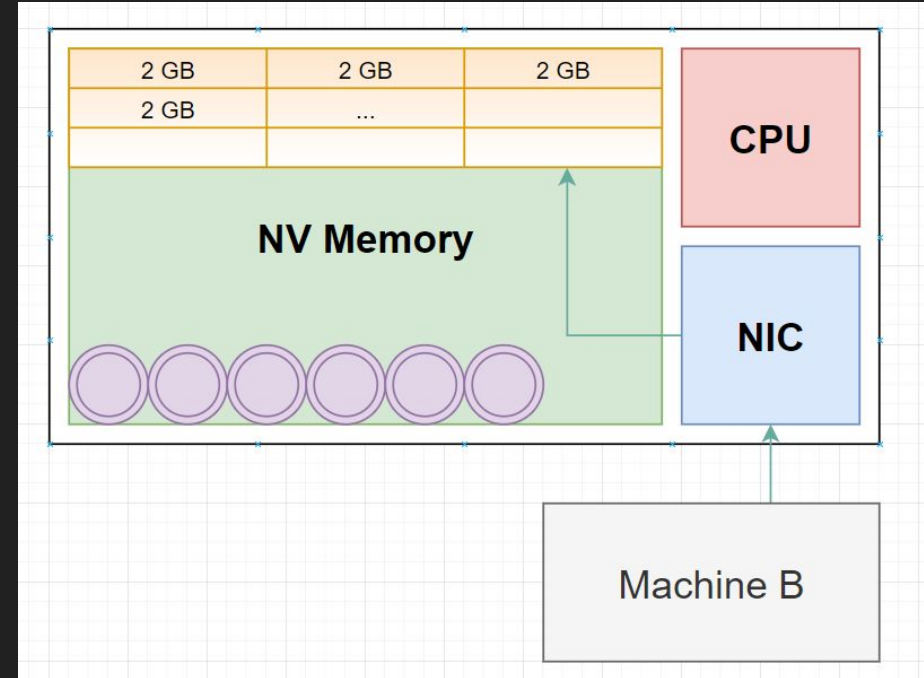 2 GB 2 GB 2 GB
2 GB ...
CPU
NV Memory
NIC
Machine B